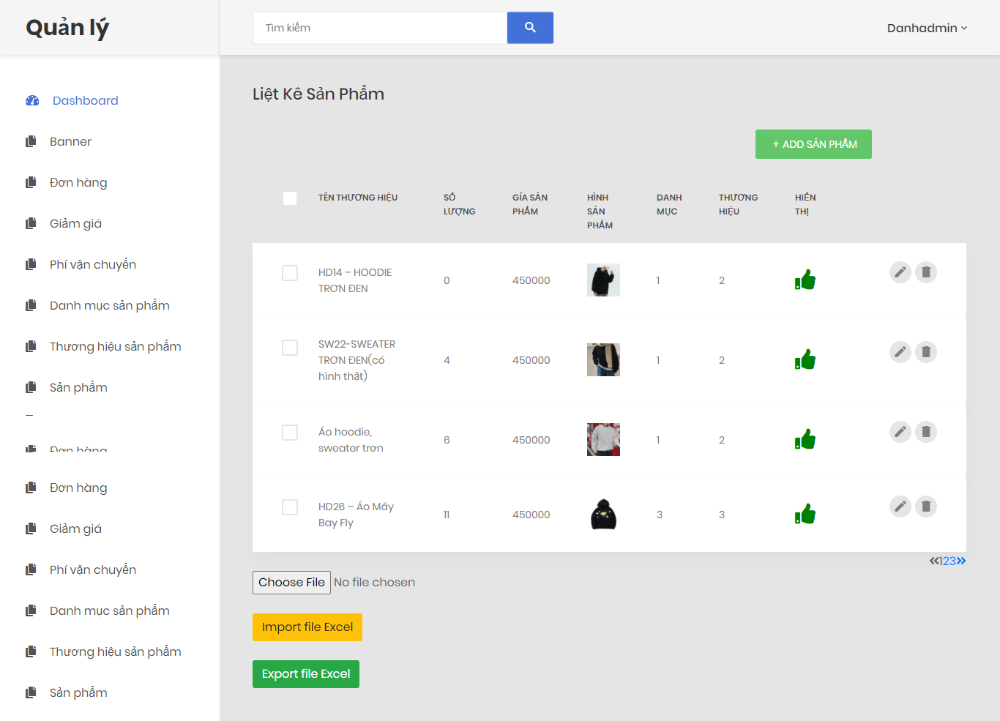 Quản lý
Tìm kiếm
Danhadmin
Dashboard
Banner
Đơn hàng
Giảm giá
Phí vận chuyển
Danh mục sản phẩm
Thương hiệu sản phẩm
Sản phẩm
Đơn hàng
Đơn hàng
Giảm giá
Phí vận chuyển
Danh mục sản phẩm
Thương hiệu sản phẩm
Sản phẩm
Liệt Kê Sản Phẩm
+ ADD SẢN PHẨM
TÊN THƯƠNG HIỆU
SỐ
LƯỢNG
GÍA SẢN
PHẨM
HÌNH
SẢN
PHẨM
DANH
MỤC
THƯƠNG
HIỆU
HIỂN
THỊ
HD14 – HOODIE
TRƠN ĐEN
0
450000
1
2
SW22-SWEATER
TRƠN ĐEN(có
hình thật)
4
450000
1
2
Áo hoodie,
sweater trơn
6
450000
1
2
HD26 – Áo Máy
Bay Fly
11
450000
3
3
«123»
Choose File No file chosen
Import file Excel
Export file Excel